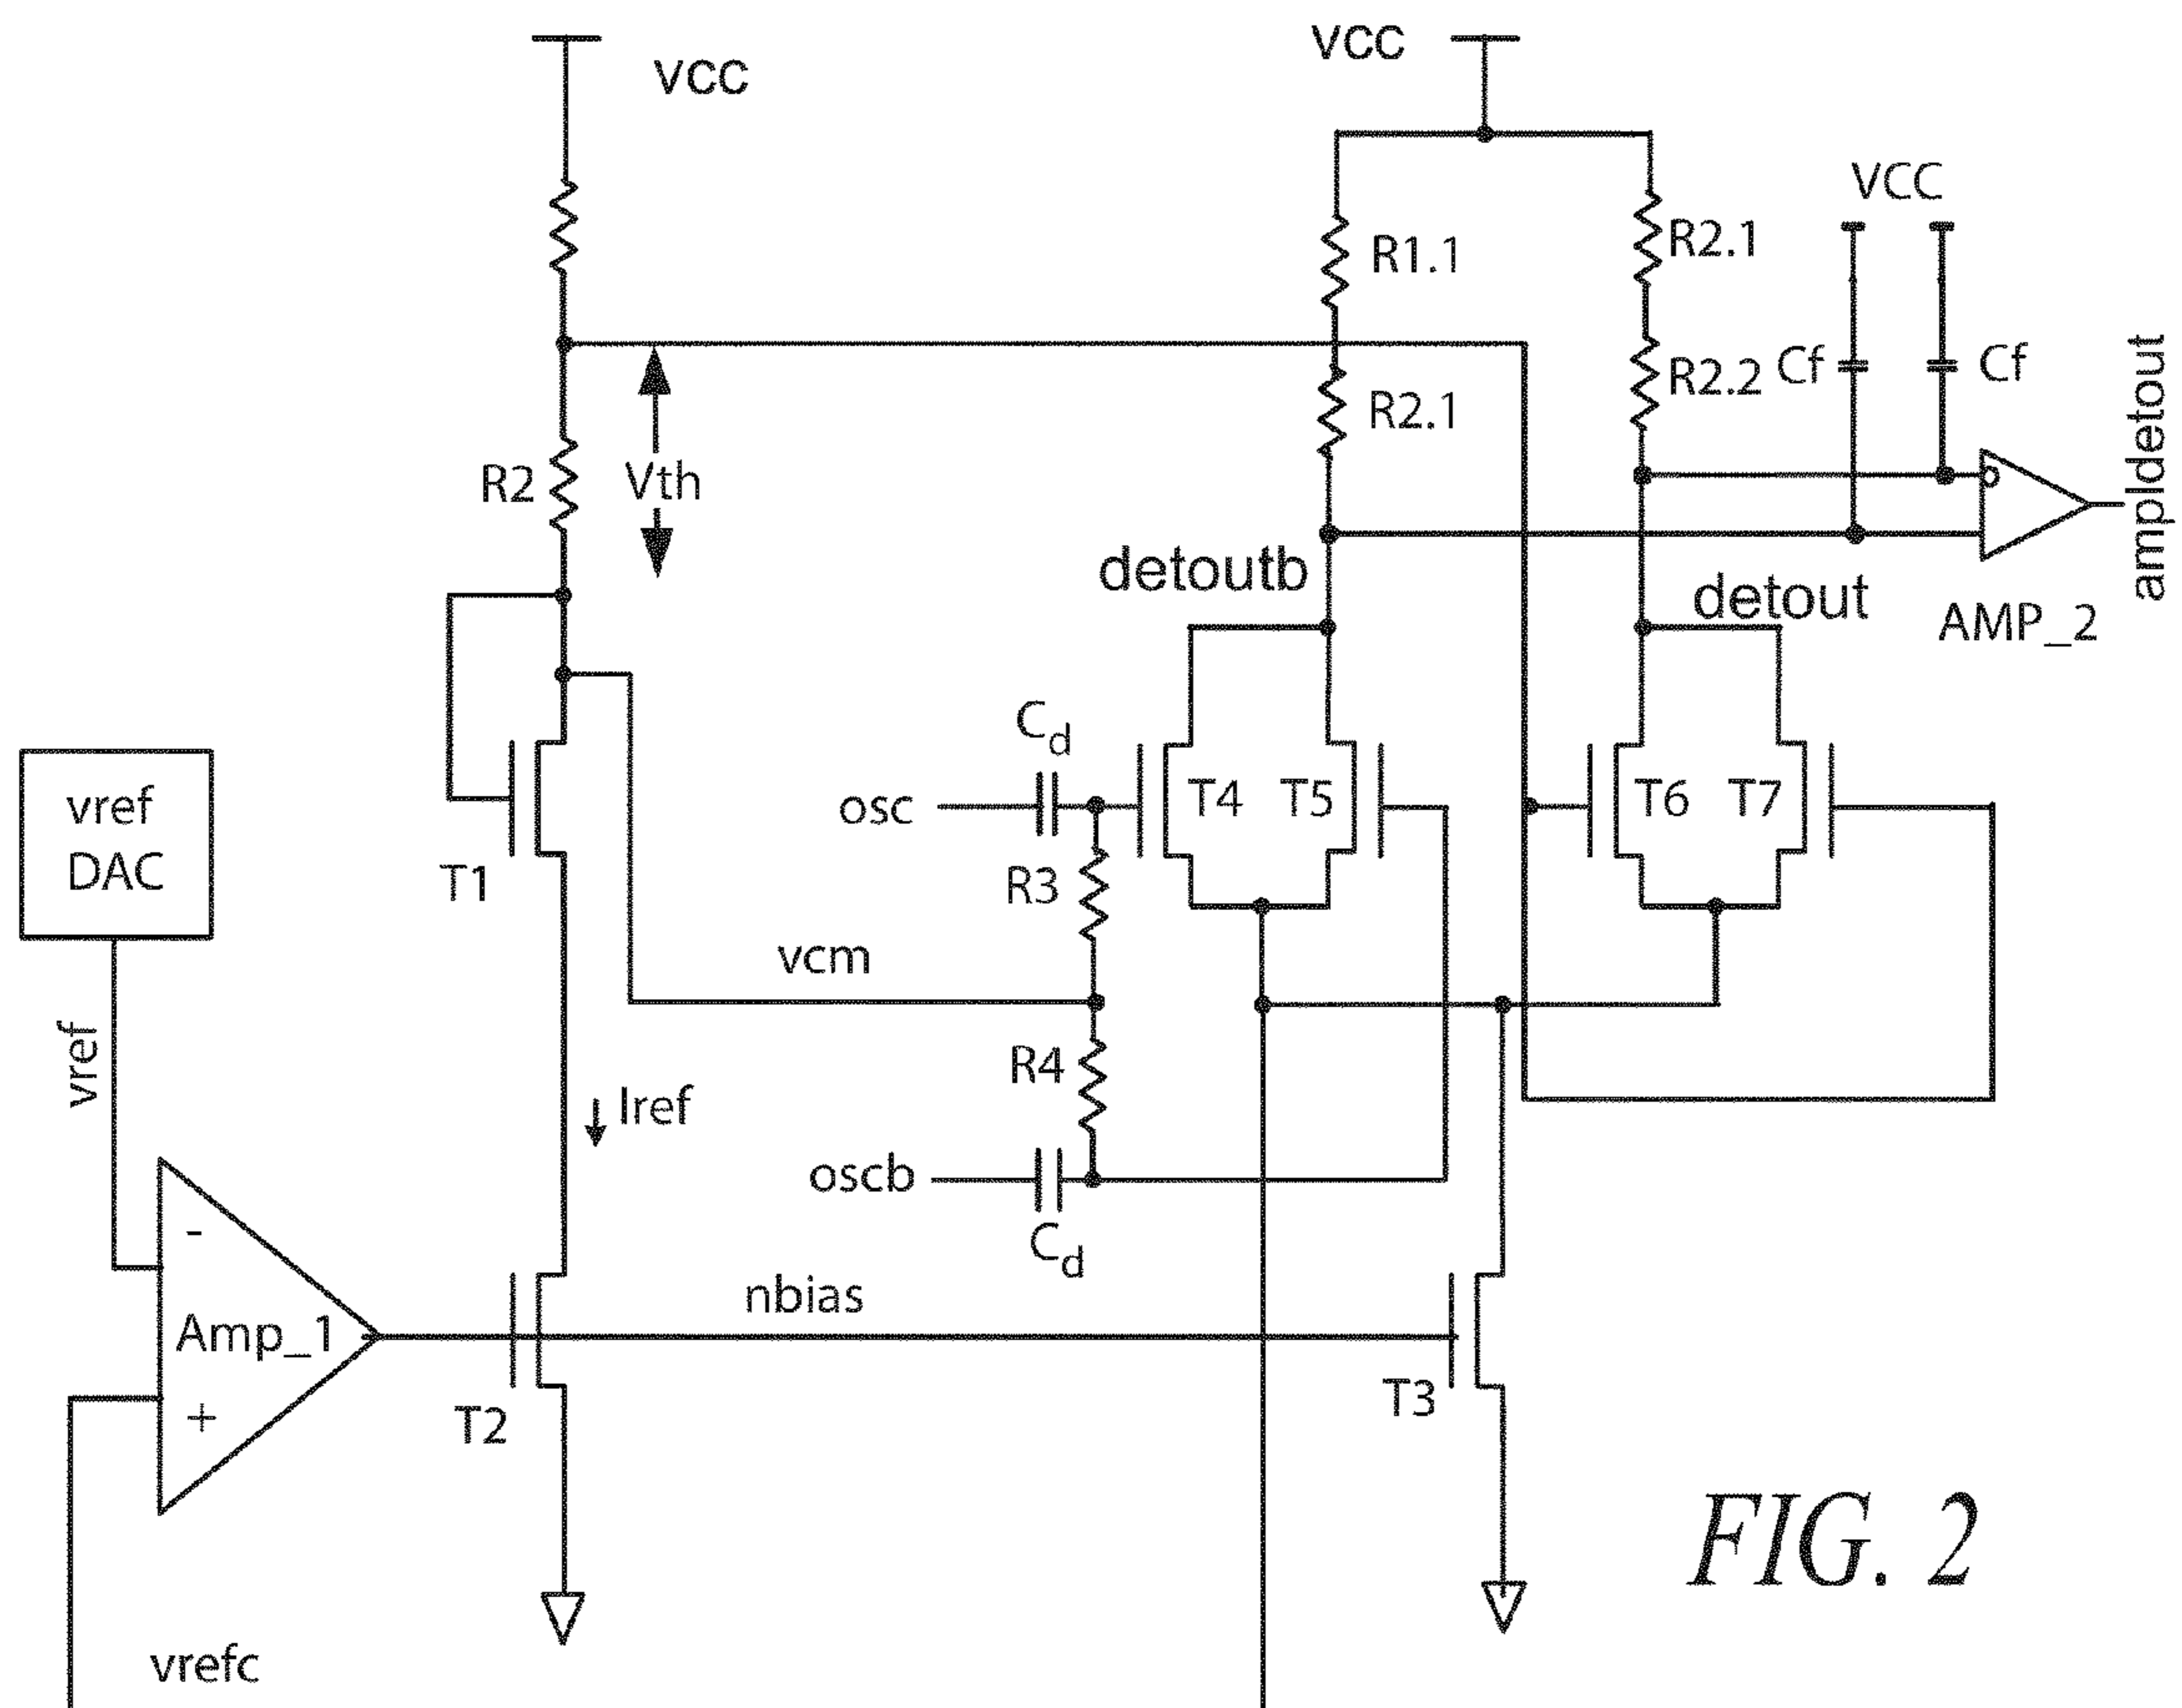 vcc
vcc
VCC
R1.1
R2.1
R2.1
R2.2
Cf
Cf
R2
Vth
detoutb
detout
AMP_2
ampldetout
Cd
osc
T4
T5
T6
T7
vref
DAC
T1
R3
vcm
vref
R4
Iref
oscb
Cd
-
Amp_1
+
nbias
T2
T3
vrefc
FIG. 2